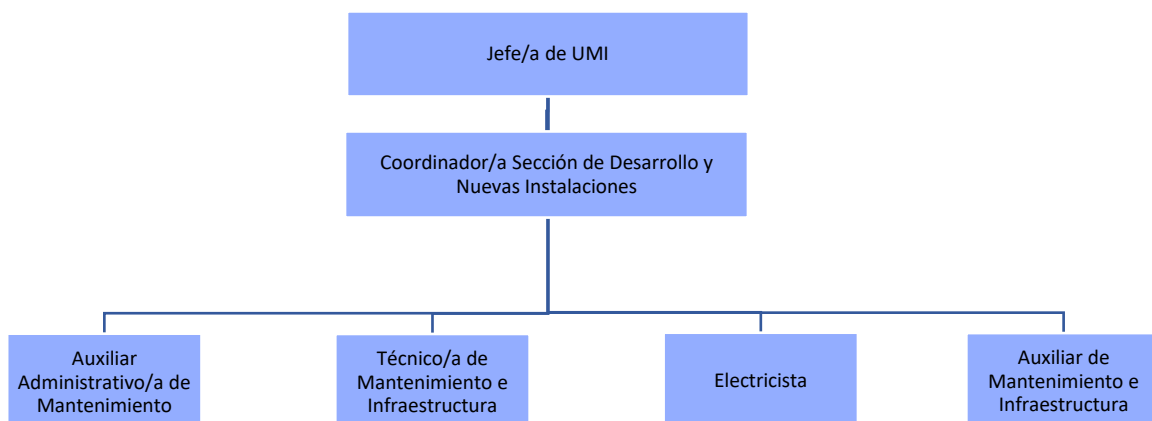 Jefe/a de UMI
Coordinador/a Sección de Desarrollo y
Nuevas Instalaciones
Auxiliar
Administrativo/a de
Mantenimiento
Técnico/a de
Mantenimiento e
Infraestructura
Electricista
Auxiliar de
Mantenimiento e
Infraestructura